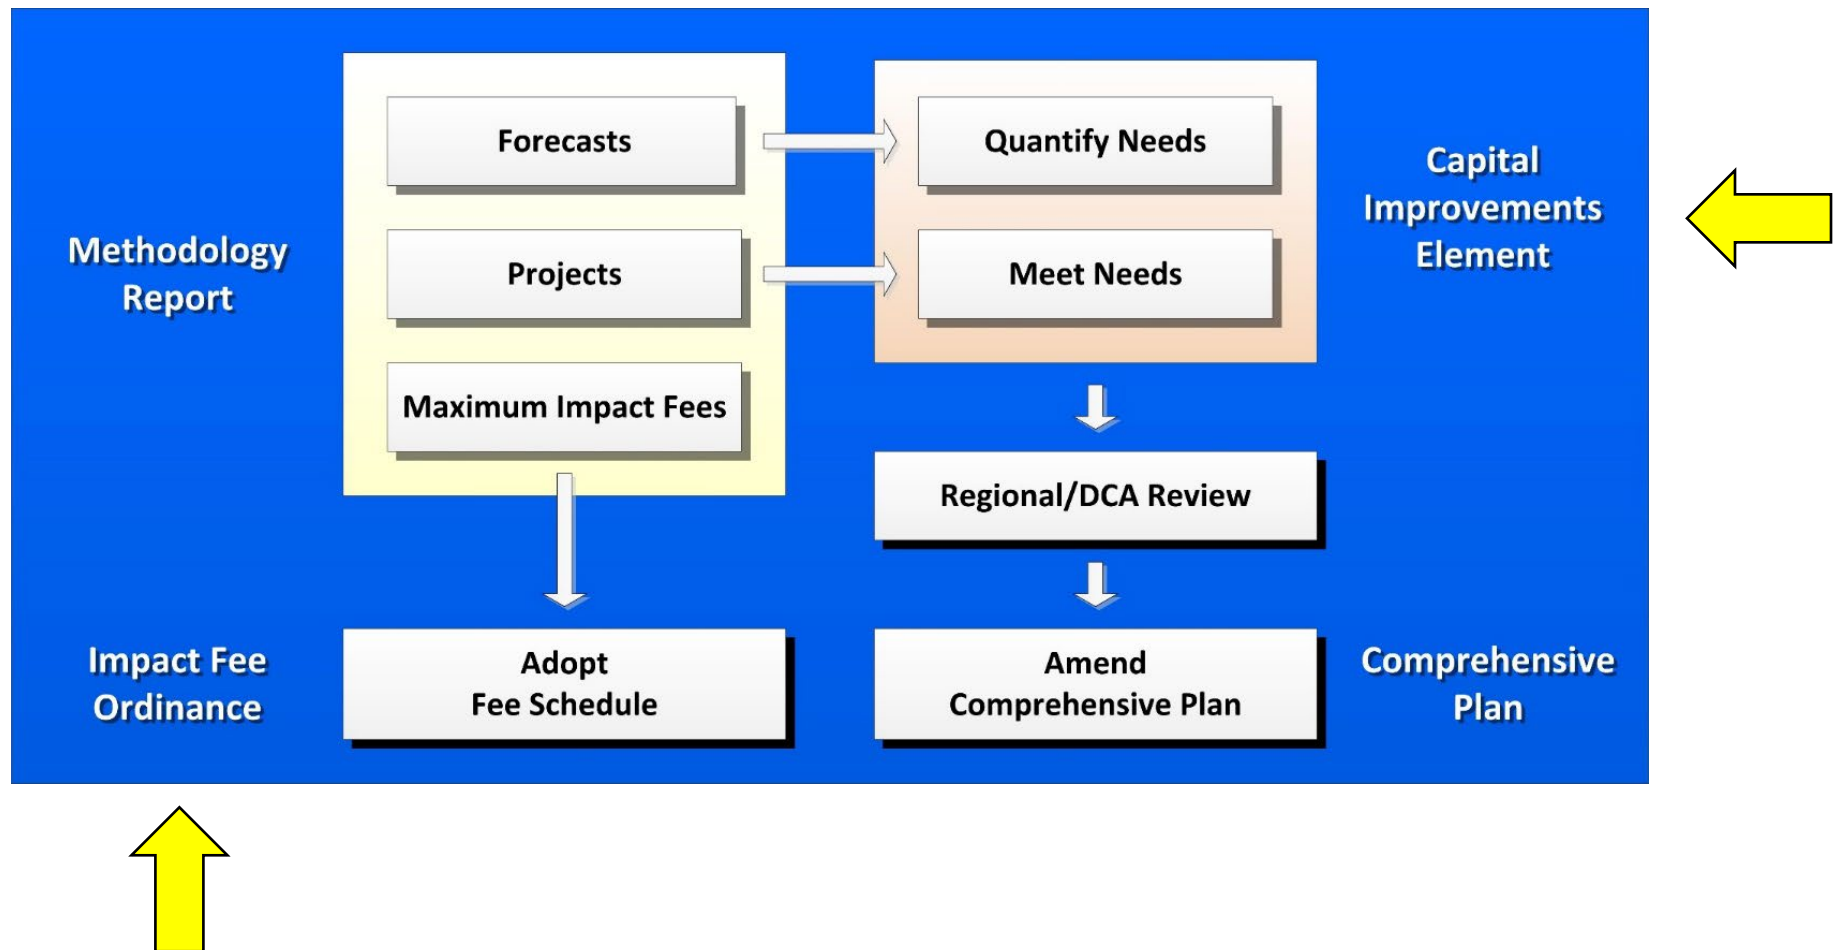 Methodology
Report
Forecasts
Projects
Maximum Impact Fees
Quantify Needs
Meet Needs
Capital
Improvements
Element
Regional/DCA Review
Impact Fee
Ordinance
Adopt
Fee Schedule
Amend
Comprehensive Plan
Comprehensive
Plan